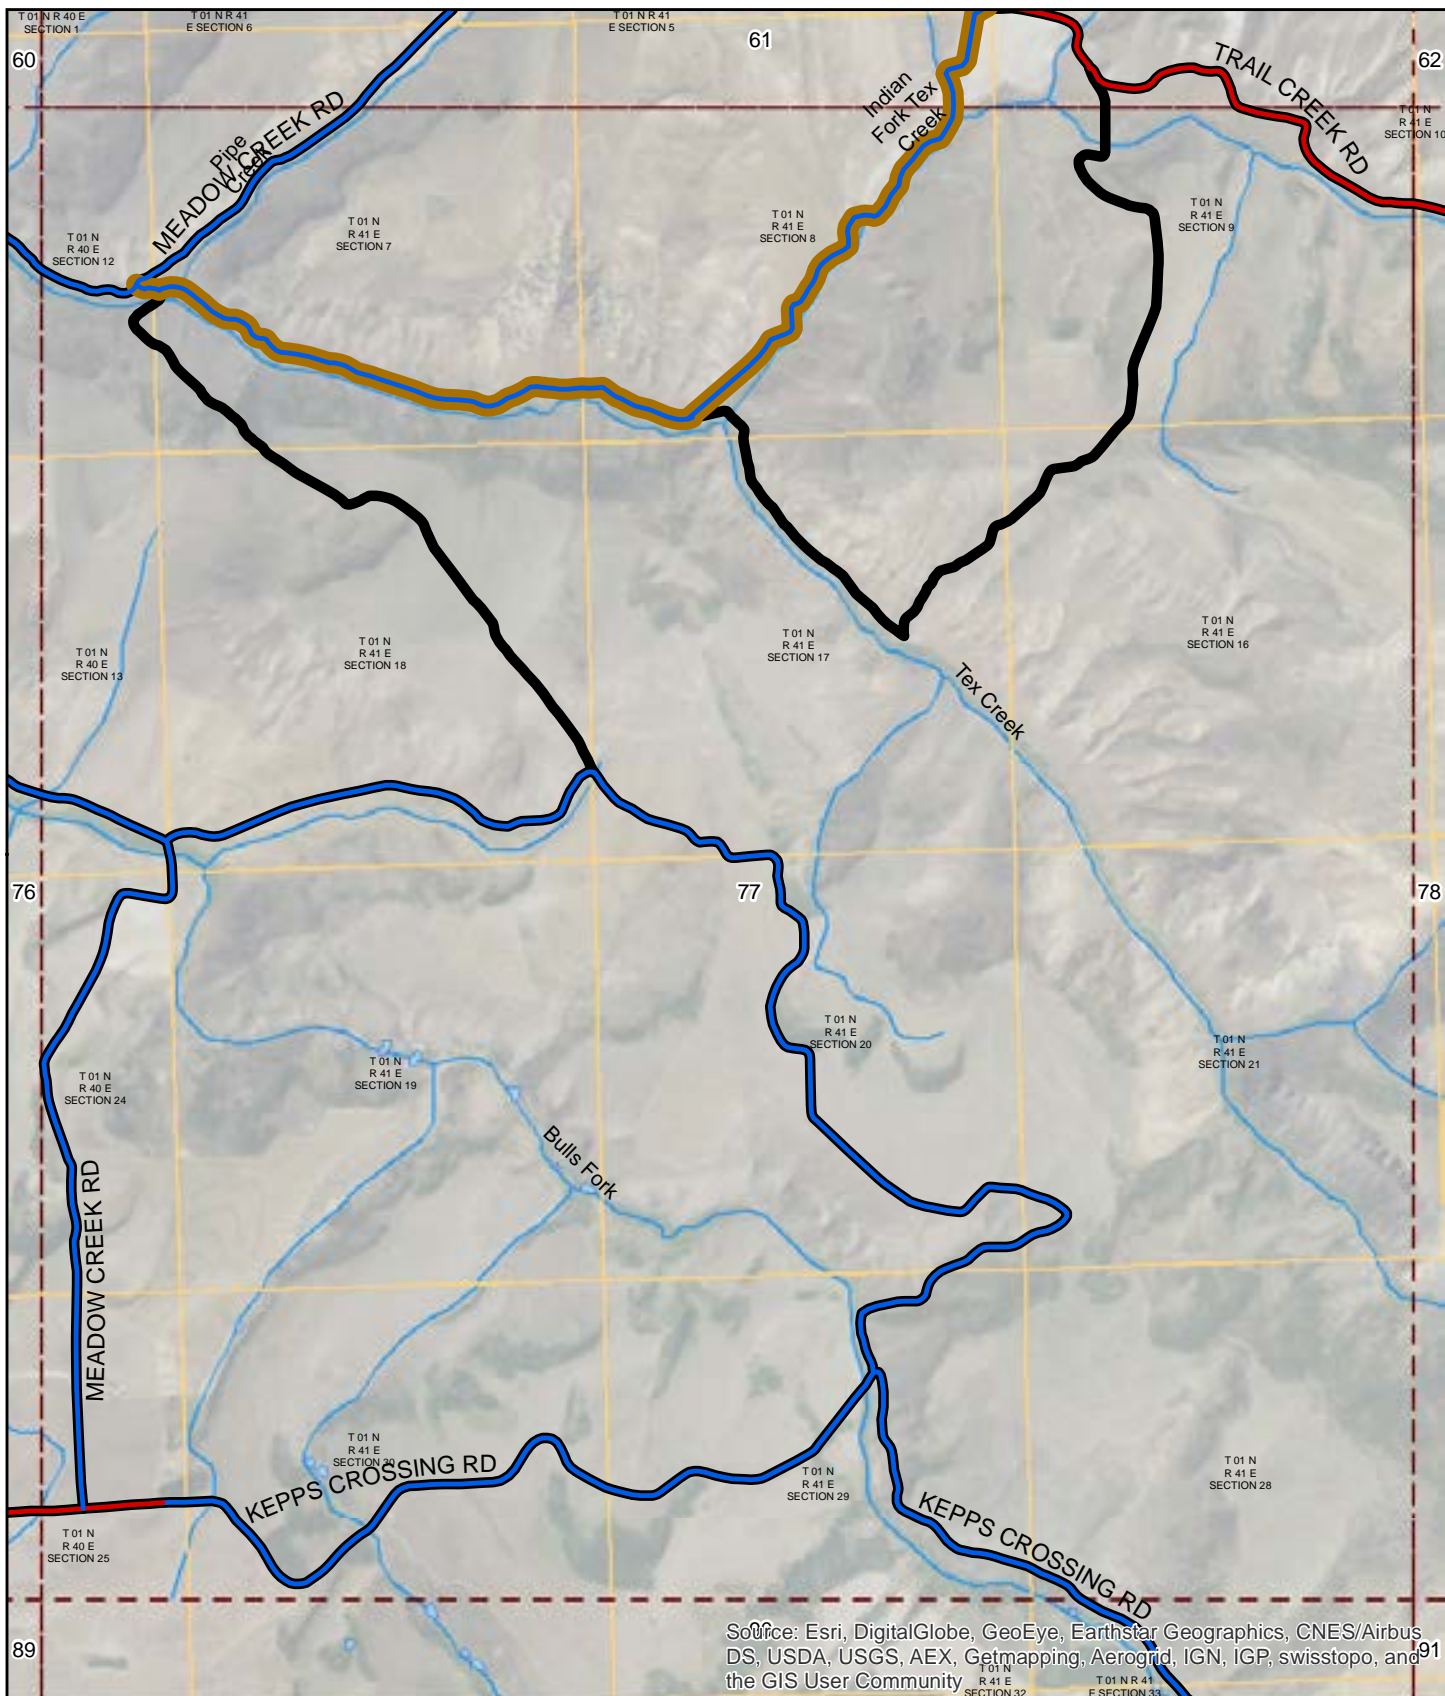 T 01 N R 40 E
SECTION 1
T 01 N R 41
E SECTION 6
T 01 N R 41
E SECTION 5
60
61
62
TRAIL CREEK RD
Indian
Fork Tex
Creek
MEADOW CREEK RD
Pipe
Creek
T 01 N
R 41 E
SECTION 10
T 01 N
R 40 E
SECTION 12
T 01 N
R 41 E
SECTION 7
T 01 N
R 41 E
SECTION 8
T 01 N
R 41 E
SECTION 9
T 01 N
R 40 E
SECTION 13
T 01 N
R 41 E
SECTION 18
T 01 N
R 41 E
SECTION 17
T 01 N
R 41 E
SECTION 16
Tex Creek
76
77
78
T 01 N
R 40 E
SECTION 24
T 01 N
R 41 E
SECTION 19
T 01 N
R 41 E
SECTION 20
T 01 N
R 41 E
SECTION 21
Bulls Fork
MEADOW CREEK RD
T 01 N
R 41 E
SECTION 30
KEPPS CROSSING RD
T 01 N
R 41 E
SECTION 29
T 01 N
R 41 E
SECTION 28
KEPPS CROSSING RD
T 01 N
R 40 E
SECTION 25
89
91
Source: Esri, DigitalGlobe, GeoEye, Earthstar Geographics, CNES/Airbus
DS, USDA, USGS, AEX, Getmapping, Aerogrid, IGN, IGP, swisstopo, and
the GIS User Community
T 01 N
R 41 E
SECTION 32
T 01 N R 41
E SECTION 33